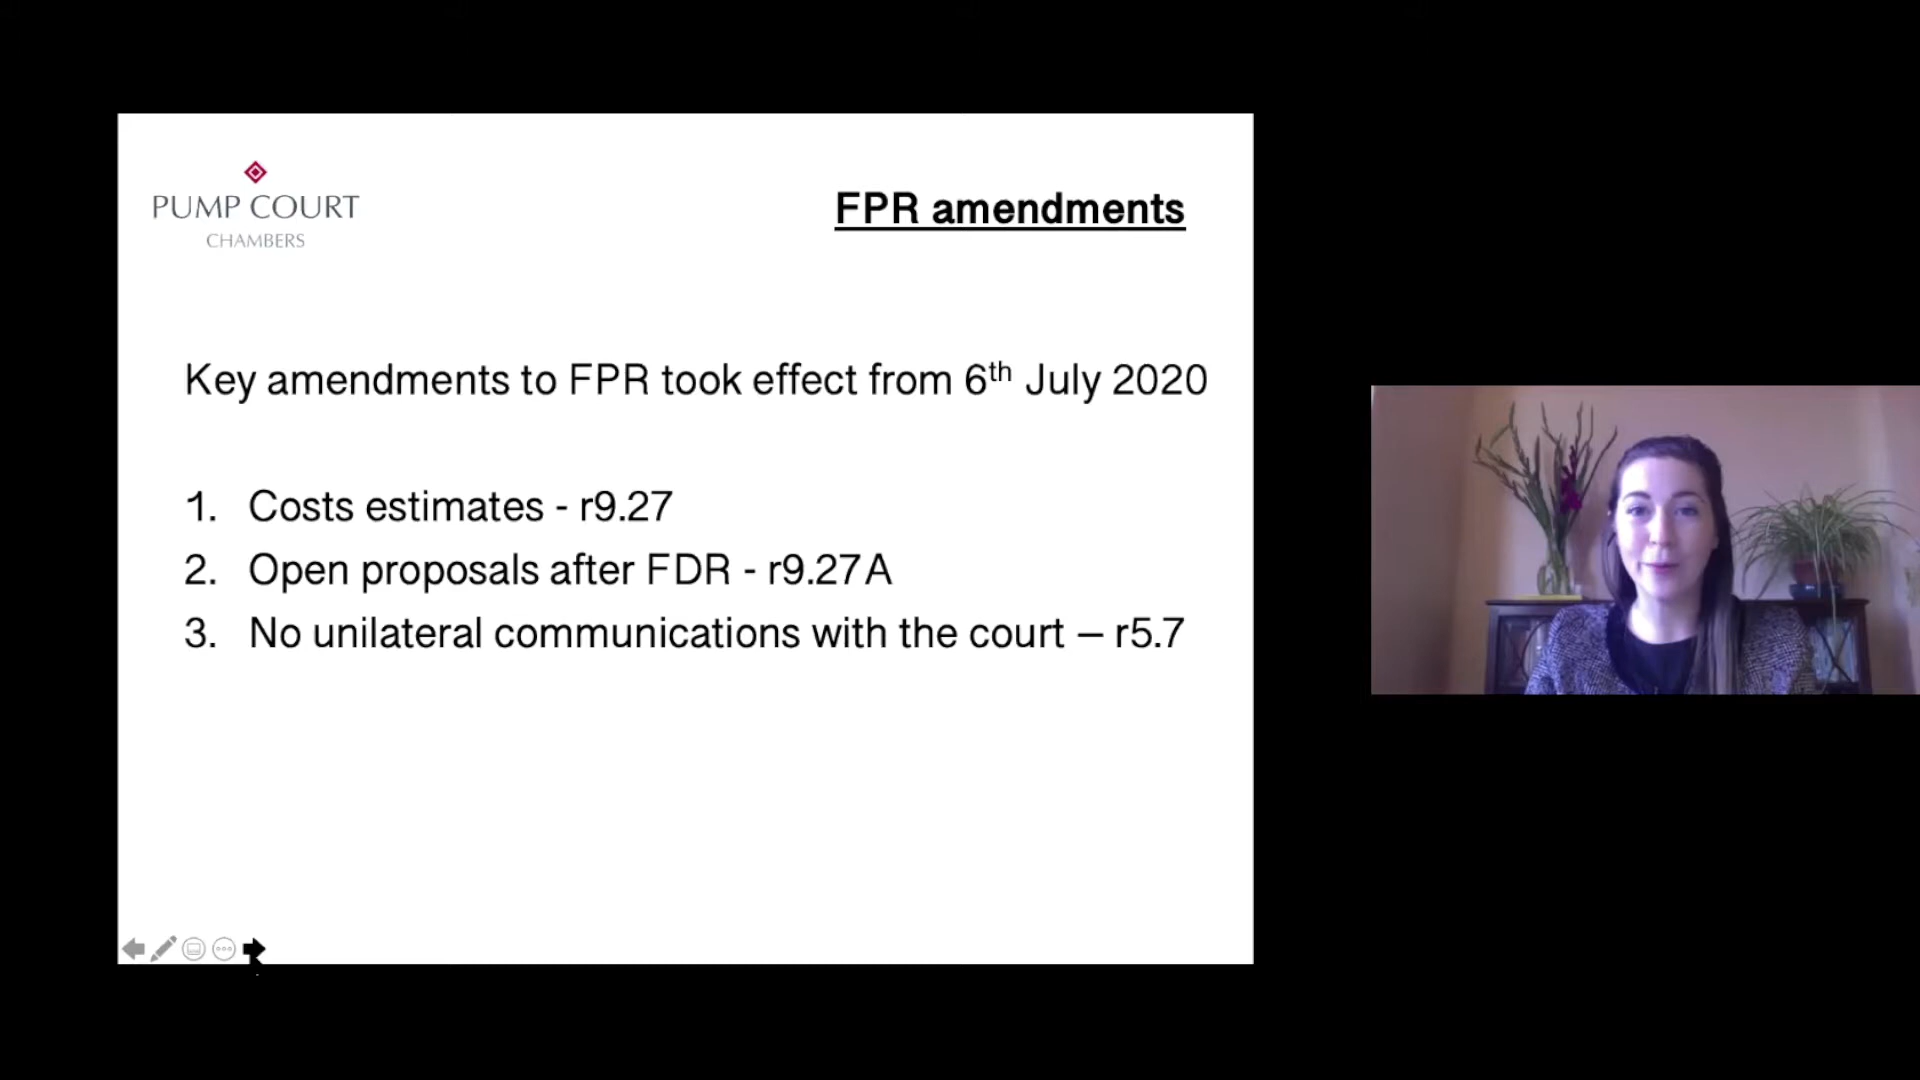 PUMP COURT
CHAMBERS
FPR amendments
Key amendments to FPR took effect from 6th July 2020
1. Costs estimates - r9.27
2. Open proposals after FDR - r9.27A
3. No unilateral communications with the court – r5.7